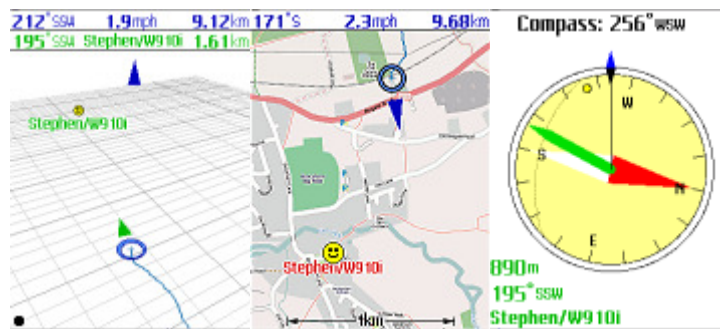 212° SSW 1.9mph 9.12km
195° SSW Stephen/W910i 1.61km
Stephen/W910i
171° S 2.3mph 9.68km
Stephen/W910i
1km
Compass: 256° WSW
W
S
N
E
890m
195° SSW
Stephen/W910i